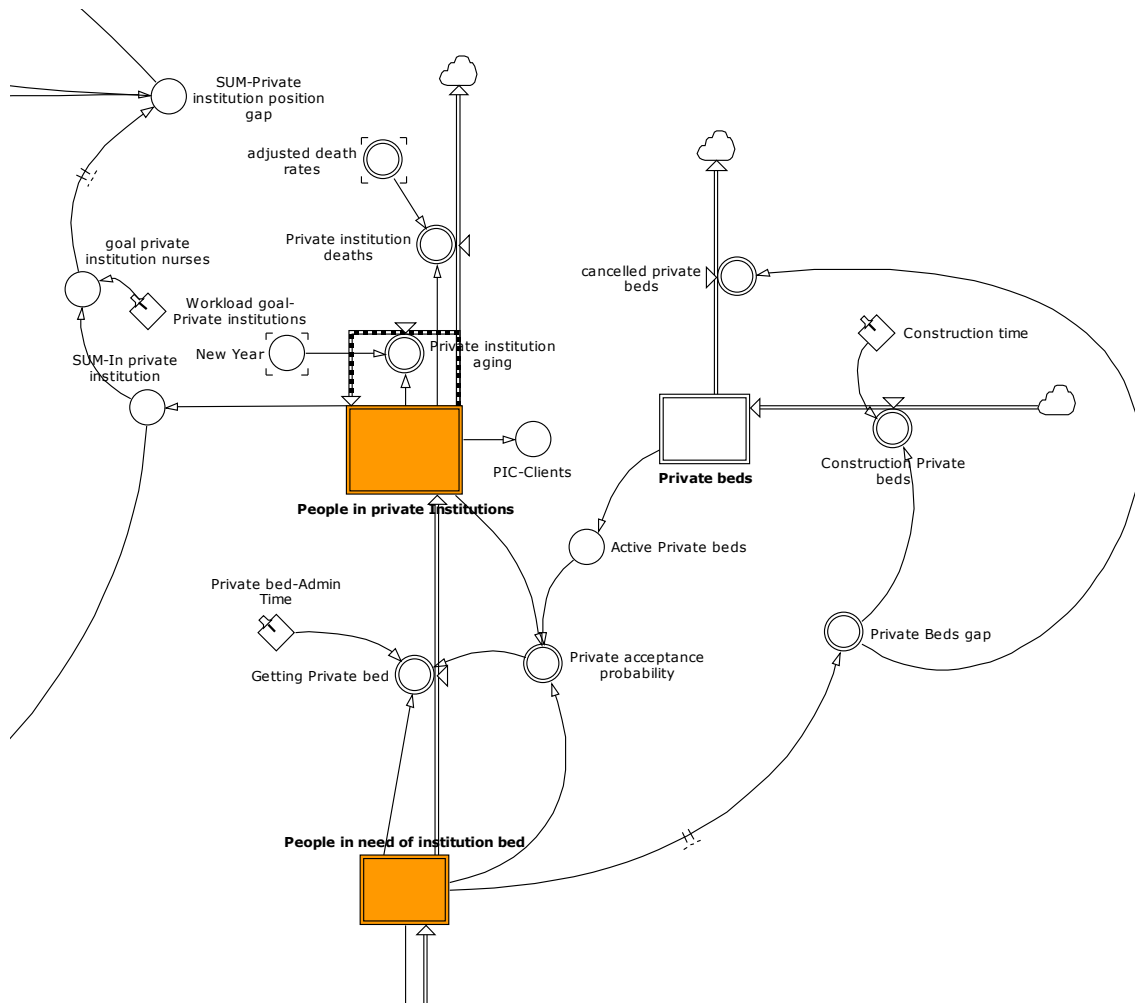 SUM-Private
institution position
gap
adjusted death
rates
Private institution
deaths
goal private
institution nurses
cancelled private
beds
Workload goal-
Private institutions
Construction time
New Year
Private institution
aging
SUM-In private
institution
PIC-Clients
Construction Private
beds
Private beds
People in private Institutions
Active Private beds
Private bed-Admin
Time
Private Beds gap
Private acceptance
probability
Getting Private bed
People in need of institution bed